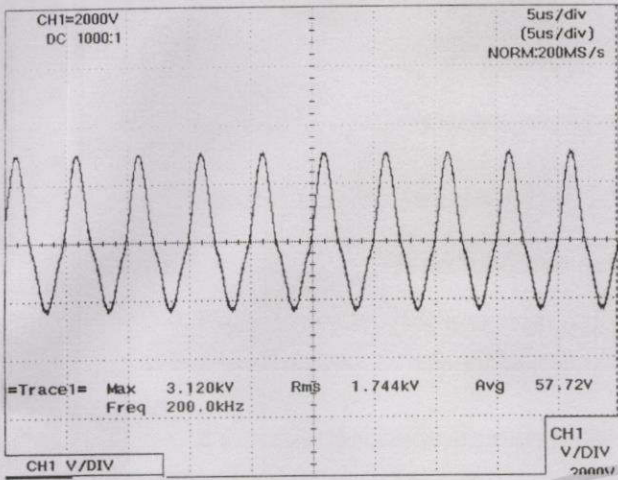 CH1=2000V
DC 1000:1
5us/div
(5us/div)
NORM:200MS/s
=Trace1= Max 3.120kV Rms 1.744kV Avg 57.72V
Freq 200.0kHz
CH1 V/DIV
CH1
V/DIV
2000V